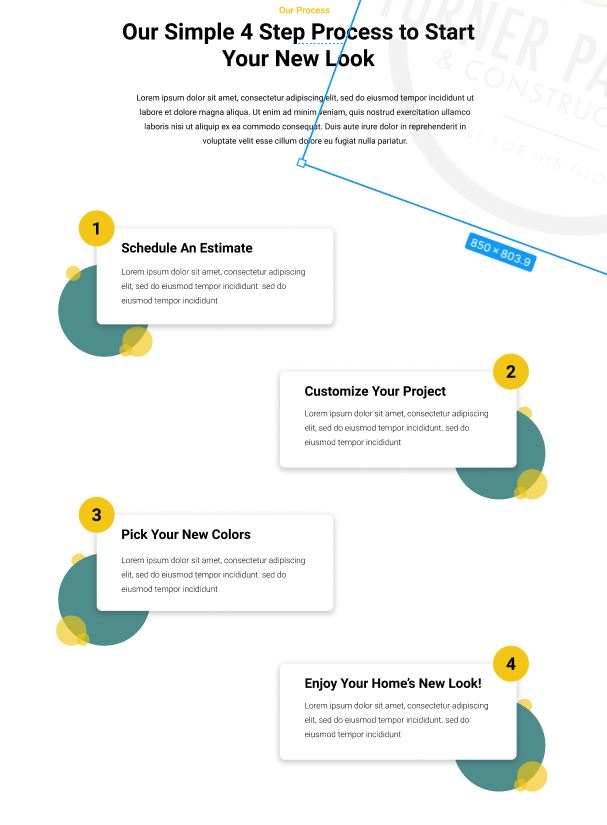 Our Process
Our Simple 4 Step Process to Start
Your New Look
Lorem ipsum dolor sit amet, consectetur adipiscing elit, sed do eiusmod tempor incididunt ut
labore et dolore magna aliqua. Ut enim ad minim veniam, quis nostrud exercitation ullamco
laboris nisi ut aliquip ex ea commodo consequat. Duis aute irure dolor in reprehenderit in
voluptate velit esse cillum dolore eu fugiat nulla pariatur.
TURNER PA
& CONSTRUC
ALL FOR HIS GLO
850 × 803.9
1
Schedule An Estimate
Lorem ipsum dolor sit amet, consectetur adipiscing
elit, sed do eiusmod tempor incididunt. sed do
eiusmod tempor incididunt
2
Customize Your Project
Lorem ipsum dolor sit amet, consectetur adipiscing
elit, sed do eiusmod tempor incididunt. sed do
eiusmod tempor incididunt
3
Pick Your New Colors
Lorem ipsum dolor sit amet, consectetur adipiscing
elit, sed do eiusmod tempor incididunt. sed do
eiusmod tempor incididunt
4
Enjoy Your Home’s New Look!
Lorem ipsum dolor sit amet, consectetur adipiscing
elit, sed do eiusmod tempor incididunt. sed do
eiusmod tempor incididunt